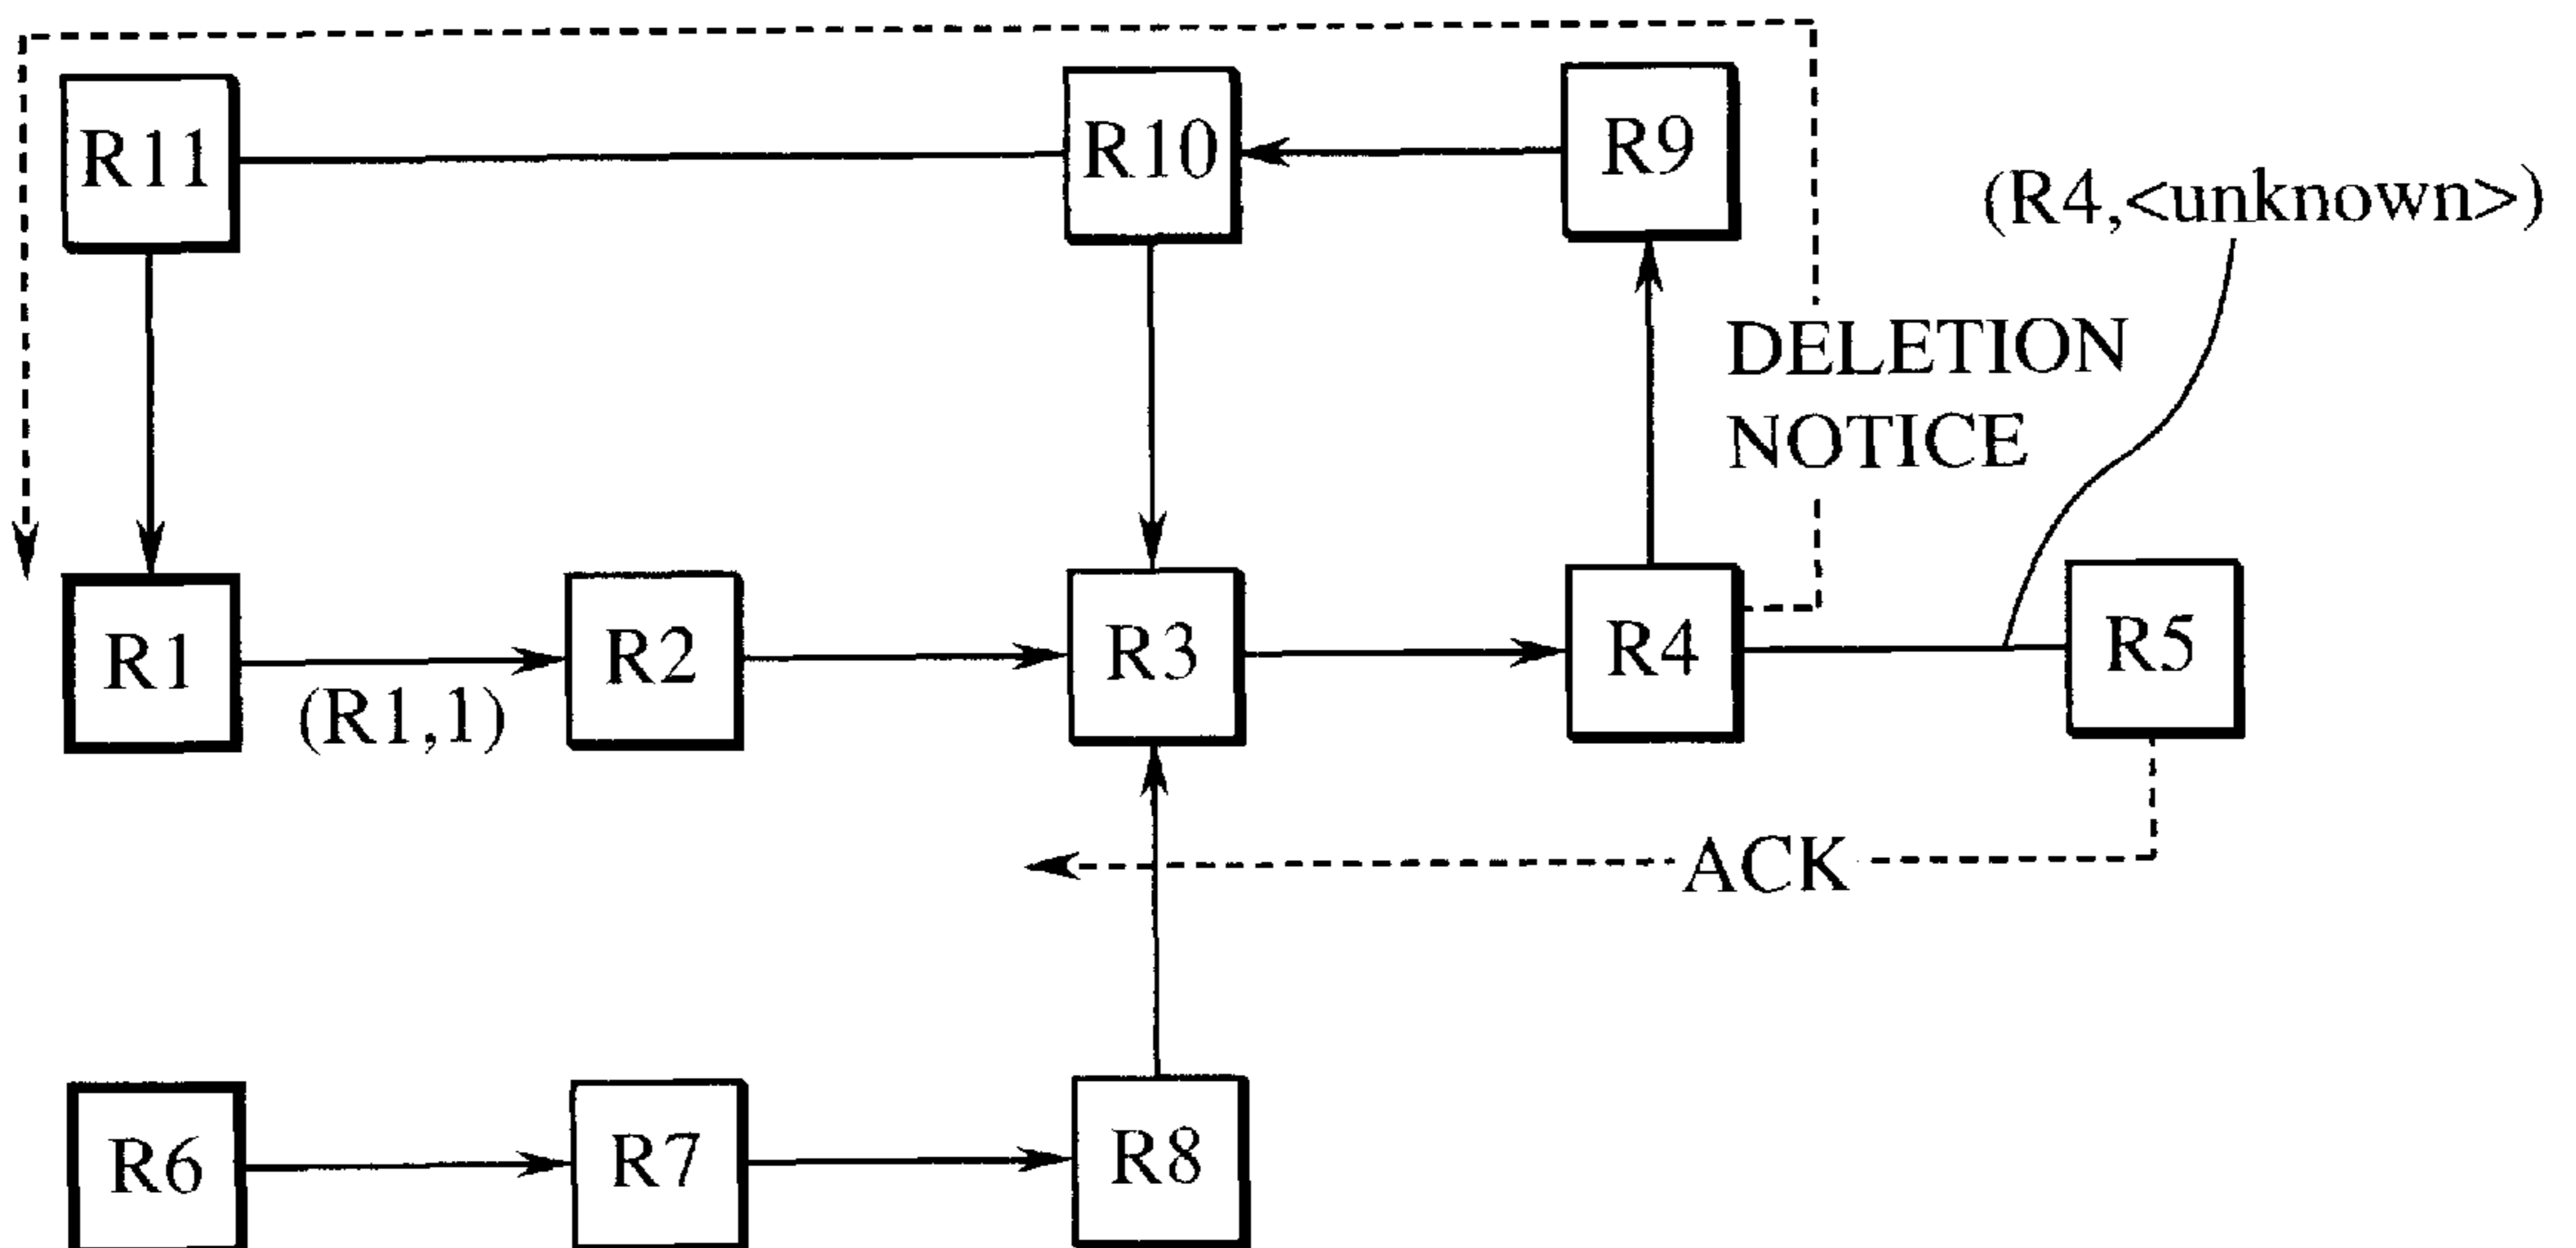 R11
R10
R9
(R4,<unknown>)
DELETION
NOTICE
R1
(R1,1)
R2
R3
R4
R5
ACK
R6
R7
R8